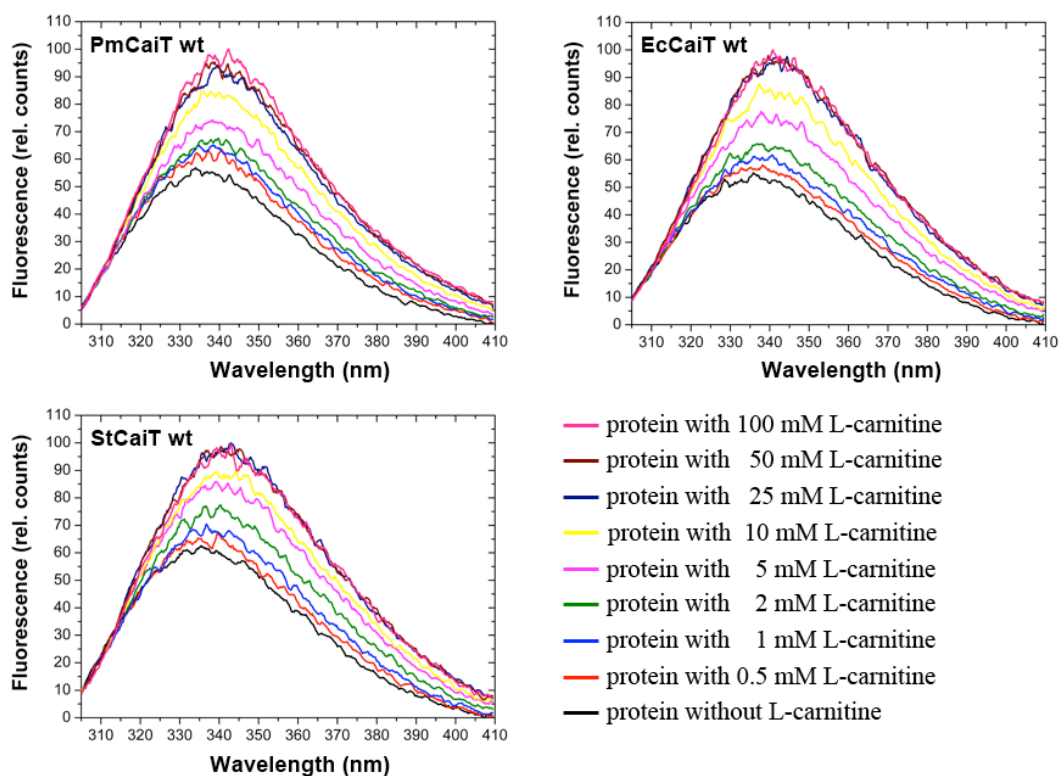 PmCaiT wt
Fluorescence (rel. counts)
110
100
90
80
70
60
50
40
30
20
10
0
310 320 330 340 350 360 370 380 390 400 410
Wavelength (nm)
EcCaiT wt
Fluorescence (rel. counts)
110
100
90
80
70
60
50
40
30
20
10
0
310 320 330 340 350 360 370 380 390 400 410
Wavelength (nm)
StCaiT wt
Fluorescence (rel. counts)
110
100
90
80
70
60
50
40
30
20
10
0
310 320 330 340 350 360 370 380 390 400 410
Wavelength (nm)
protein with 100 mM L-carnitine
protein with 50 mM L-carnitine
protein with 25 mM L-carnitine
protein with 10 mM L-carnitine
protein with 5 mM L-carnitine
protein with 2 mM L-carnitine
protein with 1 mM L-carnitine
protein with 0.5 mM L-carnitine
protein without L-carnitine